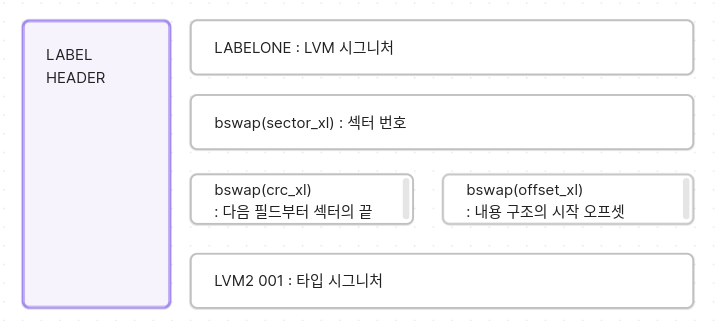 LABEL
HEADER
LABELONE : LVM 시그니처
bswap(sector_xl) : 섹터 번호
bswap(crc_xl)
: 다음 필드부터 섹터의 끝
bswap(offset_xl)
: 내용 구조의 시작 오프셋
LVM2 001 : 타입 시그니처